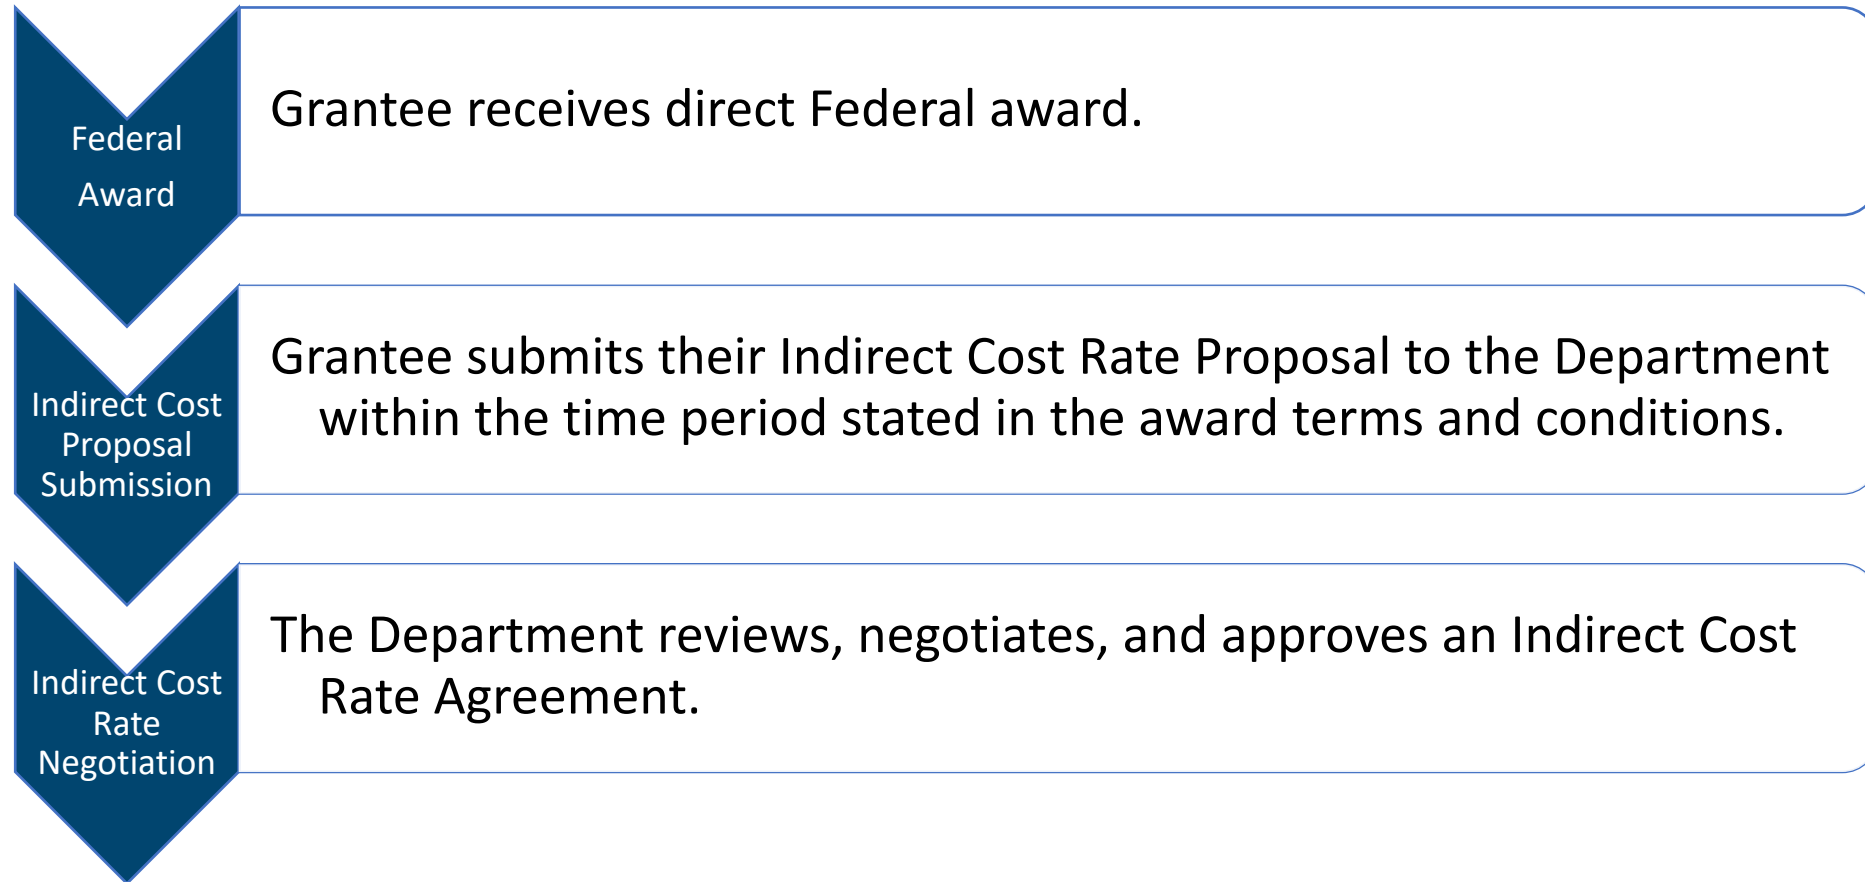 Federal
Award
Grantee receives direct Federal award.
Indirect Cost
Proposal
Submission
Grantee submits their Indirect Cost Rate Proposal to the Department
within the time period stated in the award terms and conditions.
Indirect Cost
Rate
Negotiation
The Department reviews, negotiates, and approves an Indirect Cost
Rate Agreement.